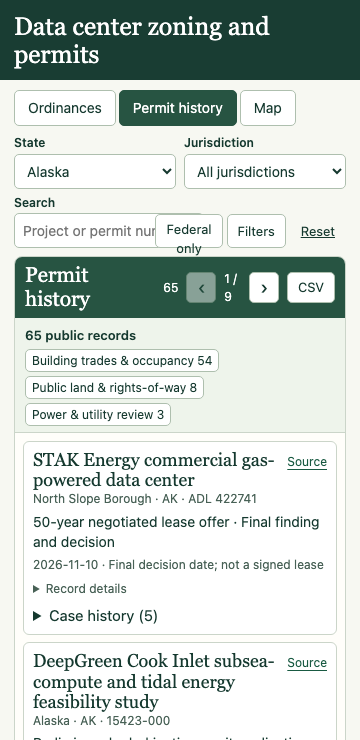 Data center zoning and
permits
Ordinances
Permit history
Map
State
Jurisdiction
Alaska
All jurisdictions
Search
Project or permit nur
Federal
only
Filters
Reset
Permit
history
65
‹
1 /
9
›
CSV
65 public records
Building trades & occupancy 54
Public land & rights-of-way 8
Power & utility review 3
STAK Energy commercial gas-
powered data center
Source
North Slope Borough · AK · ADL 422741
50-year negotiated lease offer · Final finding
and decision
2026-11-10 · Final decision date; not a signed lease
Record details
Case history (5)
DeepGreen Cook Inlet subsea-
compute and tidal energy
feasibility study
Source
Alaska · AK · 15423-000